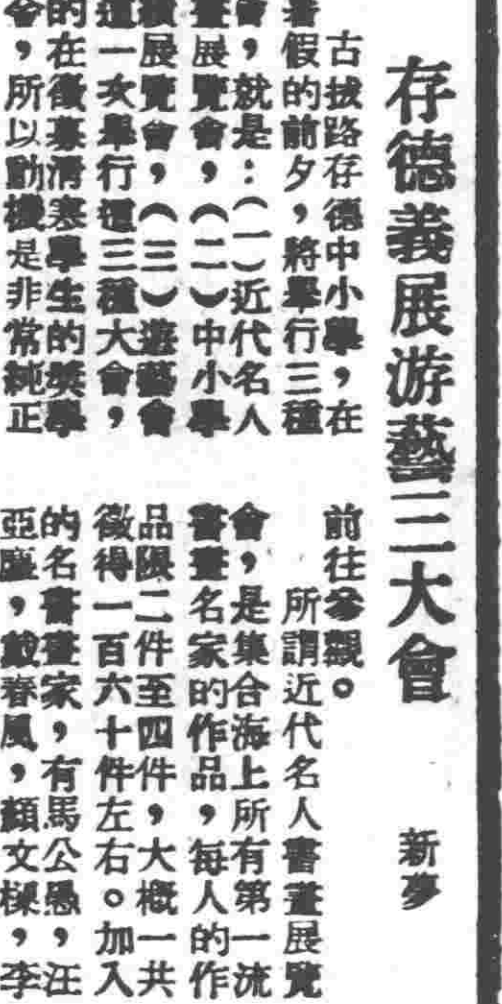 存德義展游藝三大會
新夢
古拔路存德中小學，在
暑假的前夕，將舉行三種
會，就是：（一）近代名人
畫展覽會，（二）中小學
績展覽會，（三）遊藝會
這一次舉行這三種大會，
的在徵募清寒學生的獎學
金，所以動機是非常純正
前往參觀。
所謂近代名人書畫展覽
會，是集合海上所有第一流
書畫名家的作品，每人的作
品限二件至四件，大概一共
徵得一百六十件左右。加入
的名書畫家，有馬公愚，汪
亞塵，戴春風，顏文樑，李